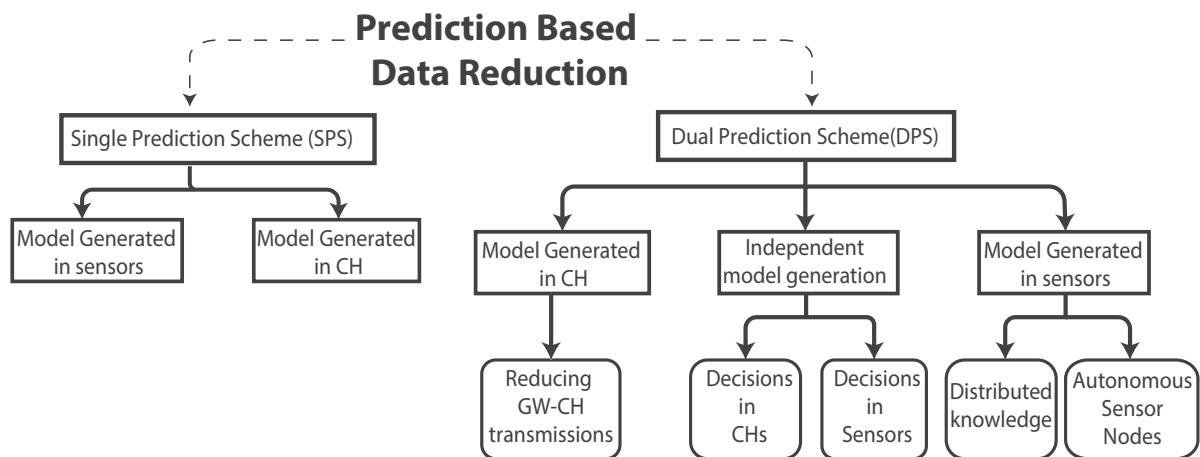 Prediction Based
Data Reduction
Single Prediction Scheme (SPS)
Dual Prediction Scheme(DPS)
Model Generated
in sensors
Model Generated
in CH
Model Generated
in CH
Independent
model generation
Model Generated
in sensors
Reducing
GW-CH
transmissions
Decisions
in
CHs
Decisions
in
Sensors
Distributed
knowledge
Autonomous
Sensor
Nodes